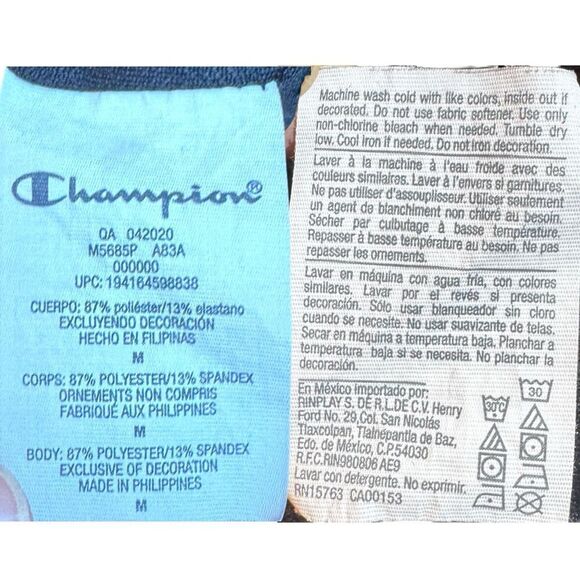 Champion®
QA 042020
M5685P A83A
000000
UPC: 194164598838
CUERPO: 87% poliéster/13% elastano
EXCLUYENDO DECORACIÓN
HECHO EN FILIPINAS
M
CORPS: 87% POLYESTER/13% SPANDEX
ORNEMENTS NON COMPRIS
FABRIQUÉ AUX PHILIPPINES
M
BODY: 87% POLYESTER/13% SPANDEX
EXCLUSIVE OF DECORATION
MADE IN PHILIPPINES
M
Machine wash cold with like colors, inside out if
decorated. Do not use fabric softener. Use only
non-chlorine bleach when needed. Tumble dry
low. Cool iron if needed. Do not iron decoration.
Laver à la machine à l'eau froide avec des
couleurs similaires. Laver à l'envers si garnitures.
Ne pas utiliser d'assouplisseur. Utiliser seulement
un agent de blanchiment non chloré au besoin.
Sécher par culbutage à basse température.
Repasser à basse température au besoin. Ne pas
repasser les ornements.
Lavar en máquina con agua fría, con colores
similares. Lavar por el revés si presenta
decoración. Sólo usar blanqueador sin cloro
cuando se necesite. No usar suavizante de telas.
Secar en máquina a temperatura baja. Planchar a
temperatura baja si se necesita. No planchar la
decoración.
En México importado por:
RINPLAY S. DE R.L.DE C.V. Henry
Ford No. 29,Col. San Nicolás
Tlaxcolpan, Tlalnepantla de Baz,
Edo. de México, C.P.54030
R.F.C.RIN980806 AE9
Lavar con detergente. No exprimir.
RN15763 CA00153
30°C
30